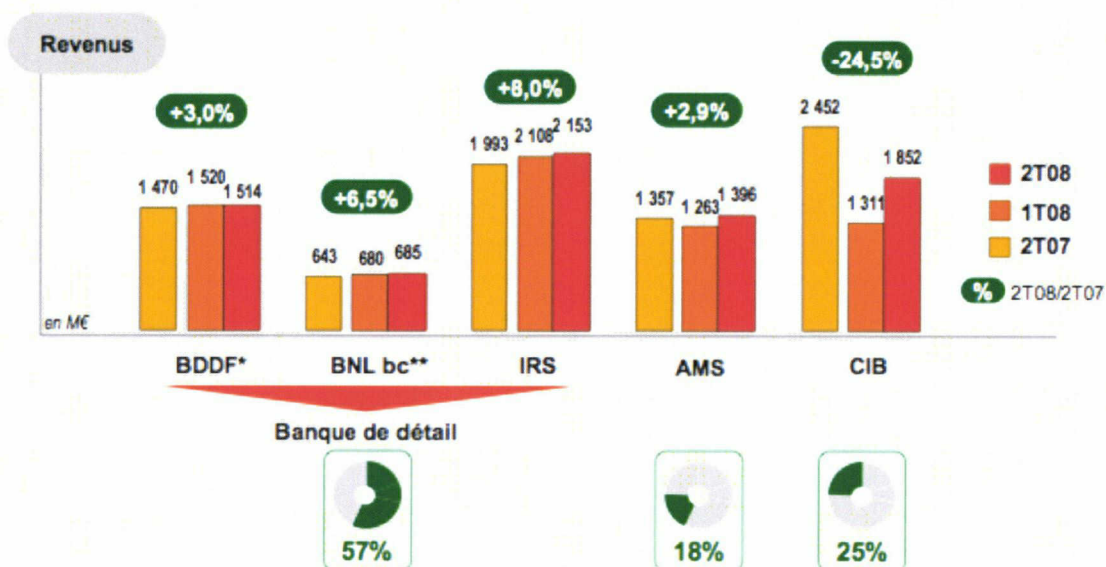 Revenus
+3,0%
+6,5%
+8,0%
+2,9%
-24,5%
1 470
1 520
1 514
643
680
685
1 993
2 108
2 153
1 357
1 263
1 396
2 452
1 311
1 852
2T08
1T08
2T07
% 2T08/2T07
en M€
BDDF*
BNL bc**
IRS
AMS
CIB
Banque de détail
57%
18%
25%